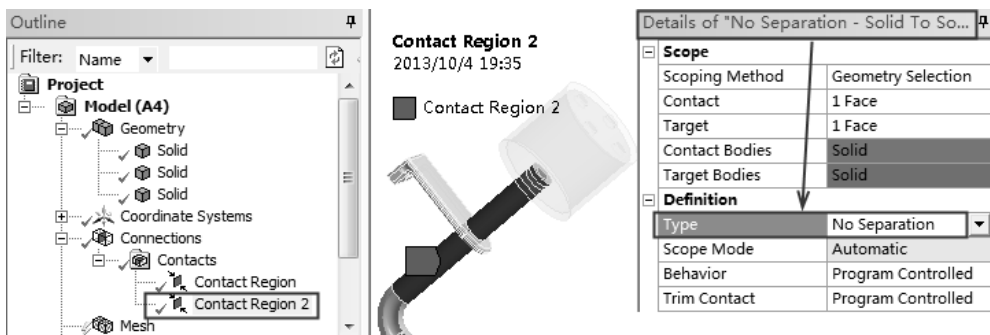 Outline
Filter: Name
Project
Model (A4)
Geometry
Solid
Solid
Solid
Coordinate Systems
Connections
Contacts
Contact Region
Contact Region 2
Mesh
Contact Region 2
2013/10/4 19:35
Contact Region 2
Details of "No Separation - Solid To So...
Scope
Scoping Method Geometry Selection
Contact 1 Face
Target 1 Face
Contact Bodies Solid
Target Bodies Solid
Definition
Type No Separation
Scope Mode Automatic
Behavior Program Controlled
Trim Contact Program Controlled